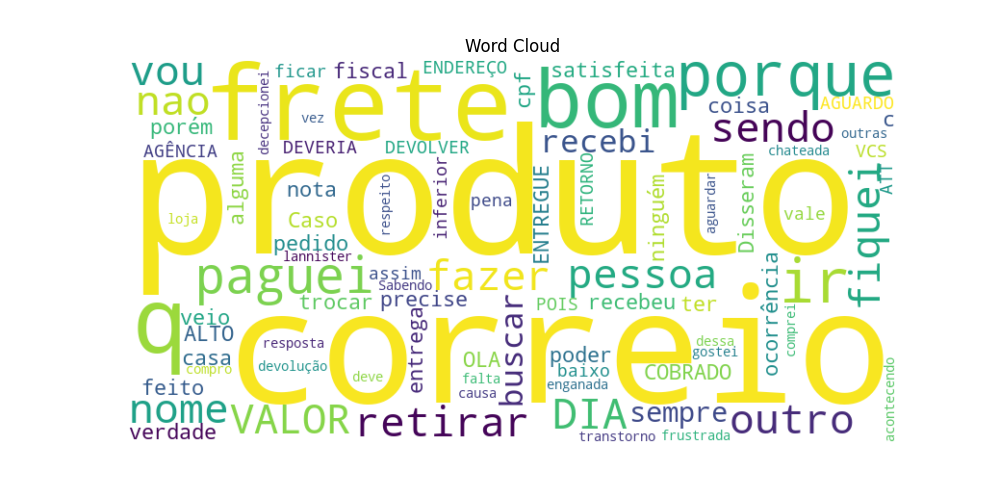 Word Cloud
vou
ficar
fiscal
ENDEREÇO
cpf
satisfeita
porque
nao
frete
bom
coisa
AGUARDO
decepcionei
vez
porém
sendo
c
outras
AGÊNCIA
DEVERIA
DEVOLVER
recebi
chateada
VCS
ATT
alguma
nota
respeito
inferior
produto
pena
ENTREGUE
RETORNO
ninguém
aguardar
Disseram
vale
fiquei
loja
Caso
pedido
lannister
paguei
assim
Sabendo
fazer
pessoa
ir
q
veio
trocar
precise
POIS
recebeu
ter
ocorrência
comprei
ALTO
casa
compro
resposta
devolução
correio
entrega
buscar
OLA
poder
dessa
gostei
baixo
COBRADO
deve
falta
causa
enganada
feito
nome
verdade
VALOR
retirar
DIA
sempre
outro
transtorno
frustrada
acontecendo